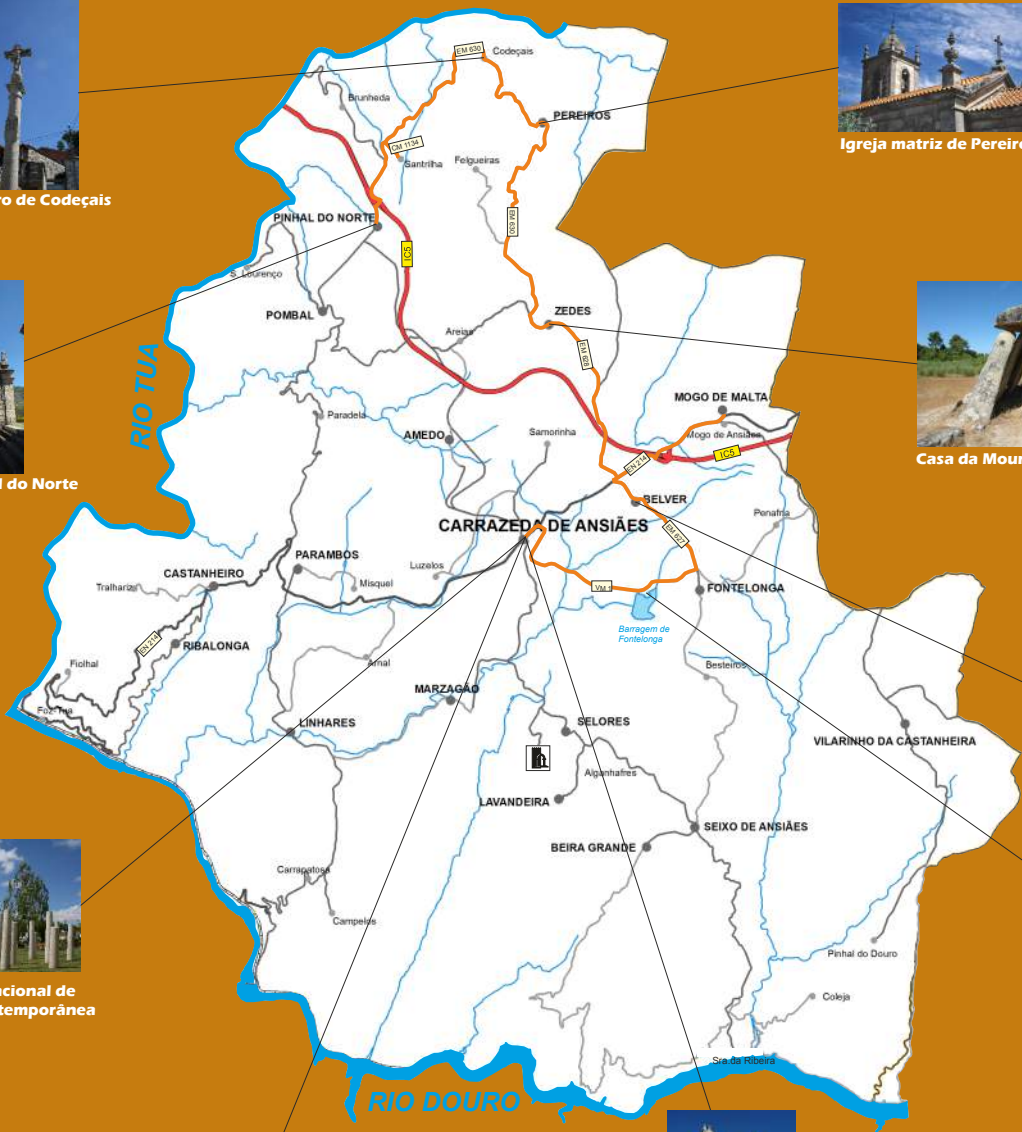 EM 630
Codeçais
Brunheda
PEREIROS
CM 1134
Santrilha
Felgueiras
ro de Codeçais
Igreja matriz de Pereiro
PINHAL DO NORTE
EM 630
IC5
S. Lourenço
POMBAL
ZEDES
Areias
EM 628
RIO TUA
MOGO DE MALTA
Paradela
Mogo de Ansiães
AMEDO
Samorinha
IC5
Casa da Mour
EN 214
l do Norte
BELVER
Penafria
CARRAZEDA DE ANSIÃES
EM 627
PARAMBOS
Luzelos
CASTANHEIRO
Misquel
Tralhariz
VM 1
FONTELONGA
Barragem de
Fontelonga
EN 214
RIBALONGA
Fiolhal
Arnal
Besteiros
MARZAGÃO
Foz-Tua
LINHARES
SELORES
VILARINHO DA CASTANHEIRA
Alganhafres
LAVANDEIRA
SEIXO DE ANSIÃES
BEIRA GRANDE
Carrapatosa
Campelos
Pinhal do Douro
acional de
temporânea
Coleja
Sra.da Ribeira
RIO DOURO